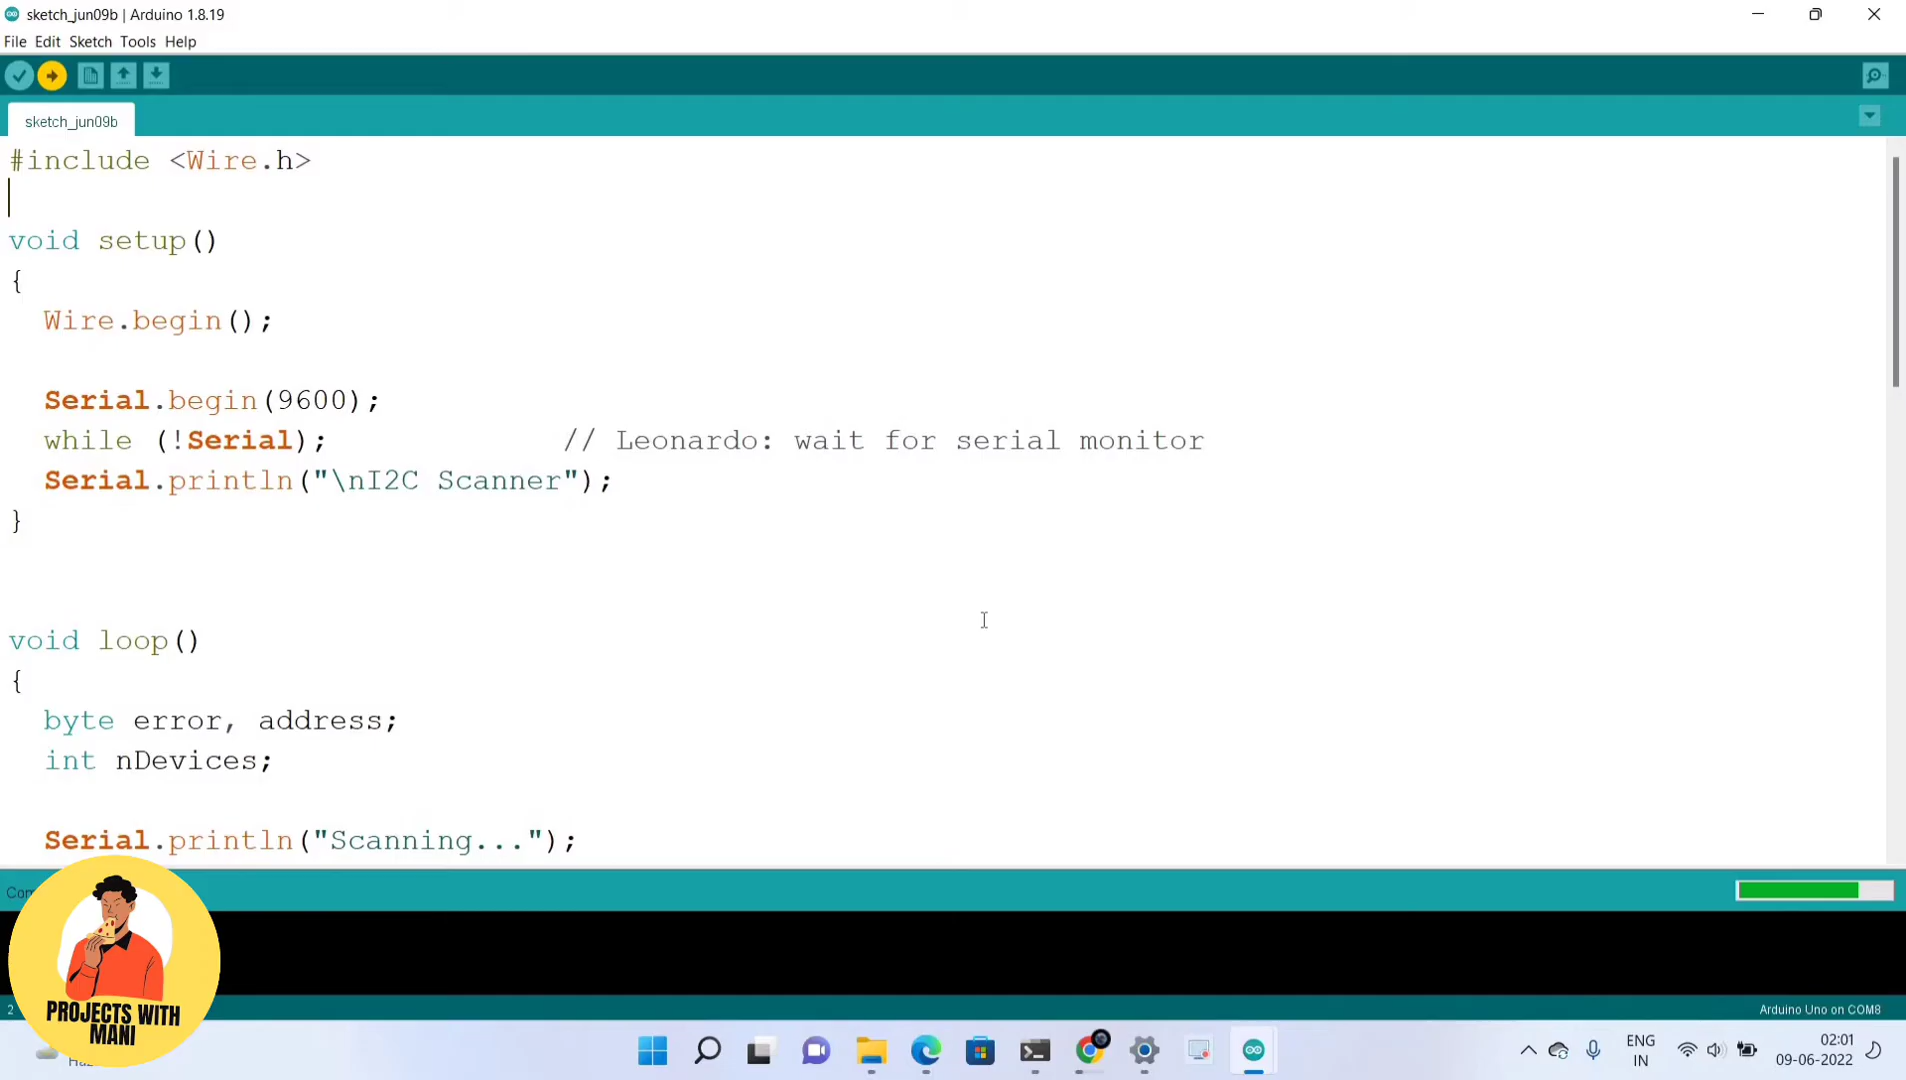 sketch_jun09b | Arduino 1.8.19
File Edit Sketch Tools Help
sketch_jun09b
#include <Wire.h>
void setup()
{
Wire.begin();
Serial.begin(9600);
while (!Serial); // Leonardo: wait for serial monitor
Serial.println("\nI2C Scanner");
}
void loop()
{
byte error, address;
int nDevices;
Serial.println("Scanning...");
2
Arduino Uno on COM8
PROJECTS WITH
MANI
ENG
IN
02:01
09-06-2022